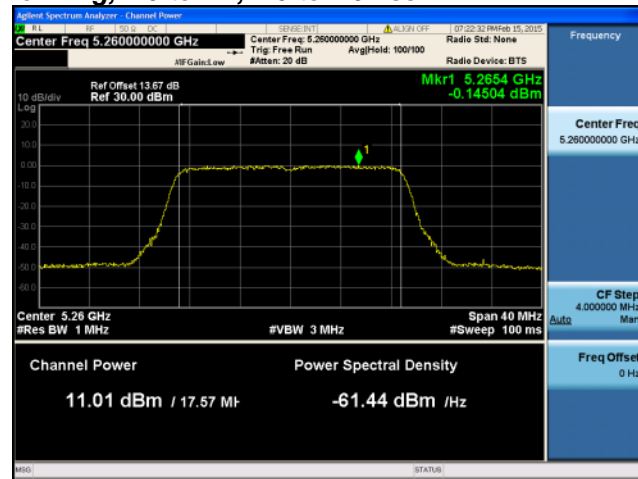 Agilent Spectrum Analyzer - Channel Power
RL RF 50 Ω DC SENSE:INT ALIGN OFF 07:22:32 PM Feb 15, 2015
Center Freq 5.260000000 GHz
Center Freq: 5.260000000 GHz
Radio Std: None
Trig: Free Run Avg|Hold: 100/100
#IFGain:Low #Atten: 20 dB Radio Device: BTS
Frequency
Mkr1 5.2654 GHz
-0.14504 dBm
Ref Offset 13.67 dB
10 dB/div Ref 30.00 dBm
Log
20.0
10.0
0.00
-10.0
-20.0
-30.0
-40.0
-50.0
-60.0
1
Center 5.26 GHz Span 40 MHz
#Res BW 1 MHz #VBW 3 MHz #Sweep 100 ms
Channel Power Power Spectral Density
11.01 dBm / 17.57 MH -61.44 dBm /Hz
Center Freq
5.260000000 GHz
CF Step
4.000000 MHz
Auto Man
Freq Offset
0 Hz
MSG STATUS